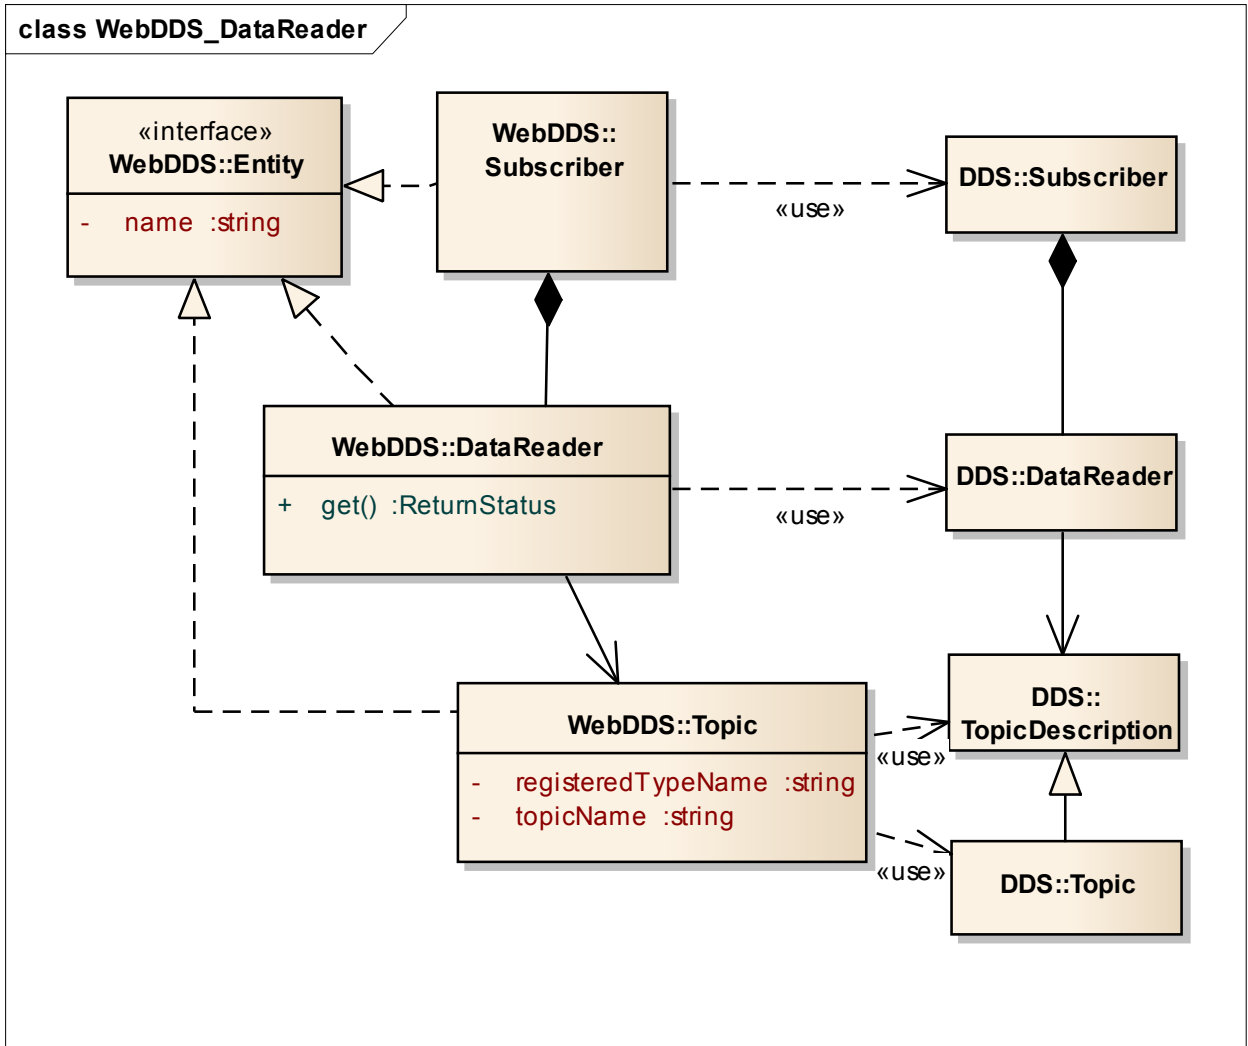 class WebDDS_DataReader
«interface»
WebDDS::Entity
- name :string
WebDDS::
Subscriber
«use»
DDS::Subscriber
WebDDS::DataReader
+ get() :ReturnStatus
«use»
DDS::DataReader
WebDDS::Topic
- registeredTypeName :string
- topicName :string
«use»
«use»
DDS::
TopicDescription
DDS::Topic